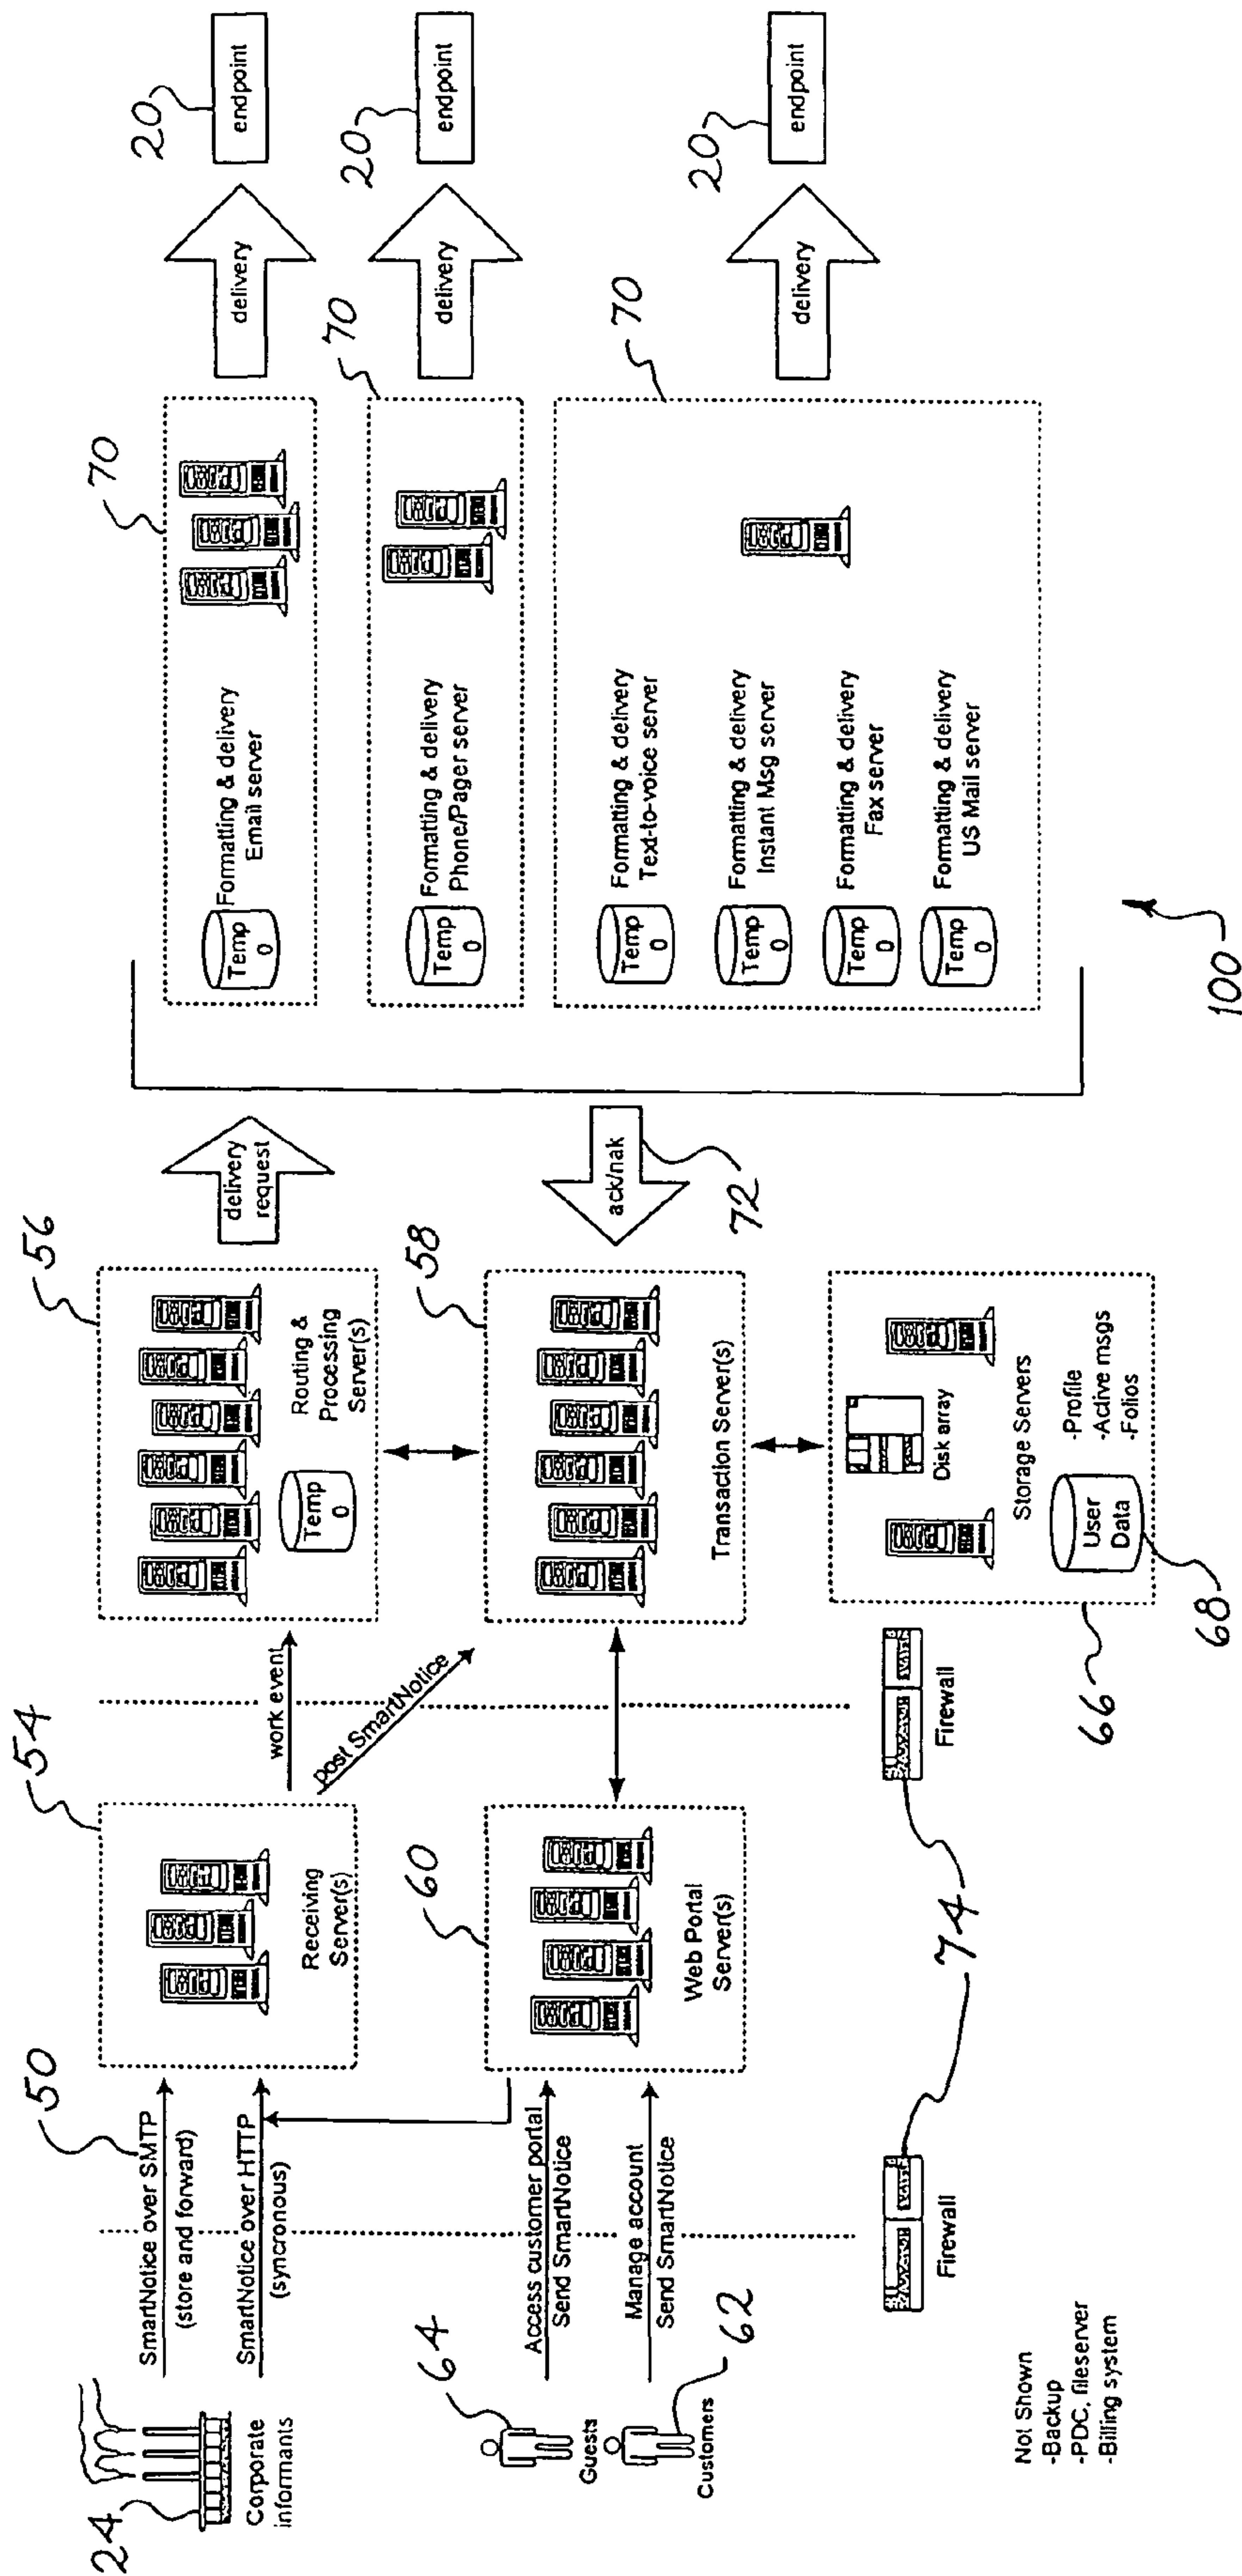 24
Corporate
informants
SmartNotice over SMTP
(store and forward)
50
SmartNotice over HTTP
(syncronous)
64
Guests
Customers
62
Access customer portal
Send SmartNotice
Manage account
Send SmartNotice
Firewall
74
Firewall
Not Shown
-Backup
-PDC, fileserver
-Billing system
54
Receiving
Server(s)
60
Web Portal
Server(s)
work event
post SmartNotice
56
Routing &
Processing
Server(s)
Temp
0
58
Transaction Server(s)
Disk array
Storage Servers
User
Data
-Profile
-Active msgs
-Folios
66
68
delivery
request
ack/nak
72
70
Temp
0
Formatting & delivery
Email server
70
Temp
0
Formatting & delivery
Phone/Pager server
70
Temp
0
Formatting & delivery
Text-to-voice server
Temp
0
Formatting & delivery
Instant Msg server
Temp
0
Formatting & delivery
Fax server
Temp
0
Formatting & delivery
US Mail server
delivery
20
endpoint
delivery
20
endpoint
delivery
20
endpoint
100